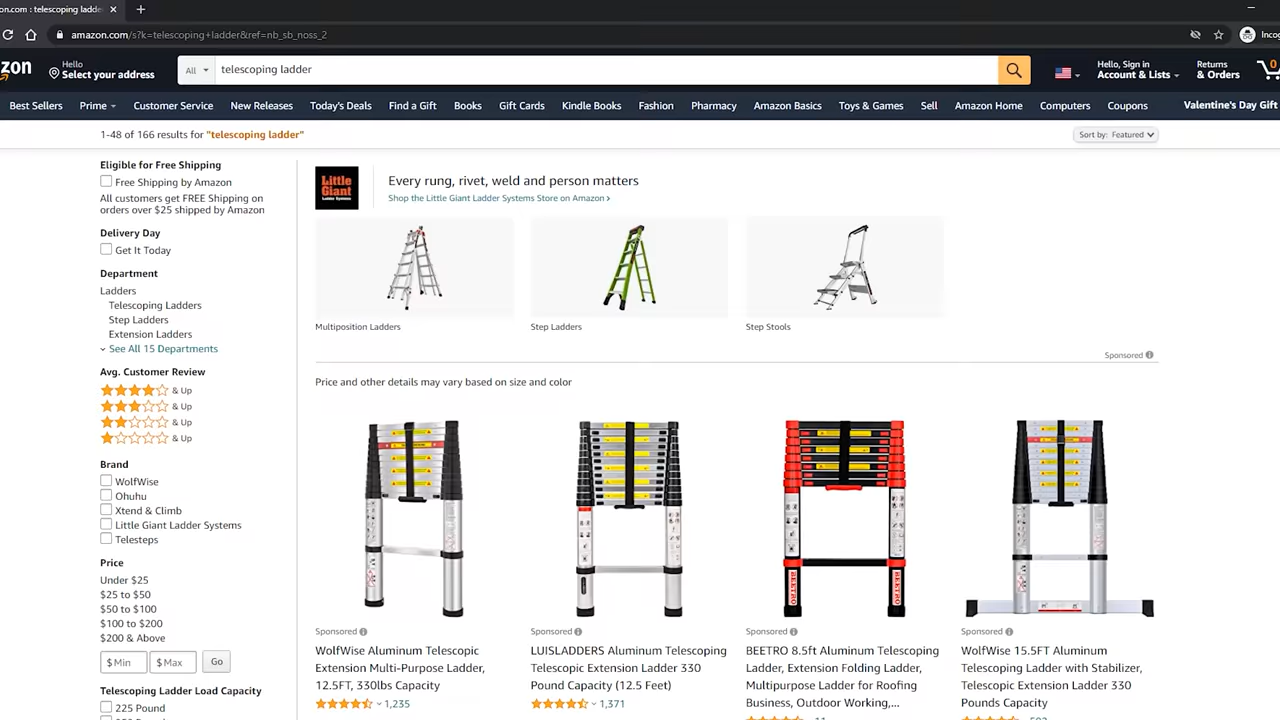 on.com : telescoping ladde
amazon.com/s?k=telescoping+ladder&ref=nb_sb_noss_2
Incog
zon
Hello
Select your address
All
telescoping ladder
Hello, Sign in
Account & Lists
Returns
& Orders
0
Best Sellers
Prime
Customer Service
New Releases
Today's Deals
Find a Gift
Books
Gift Cards
Kindle Books
Fashion
Pharmacy
Amazon Basics
Toys & Games
Sell
Amazon Home
Computers
Coupons
Valentine's Day Gift
1-48 of 166 results for "telescoping ladder"
Sort by: Featured
Eligible for Free Shipping
Free Shipping by Amazon
All customers get FREE Shipping on
orders over $25 shipped by Amazon
Delivery Day
Get It Today
Department
Ladders
Telescoping Ladders
Step Ladders
Extension Ladders
See All 15 Departments
Avg. Customer Review
& Up
& Up
& Up
& Up
Brand
WolfWise
Ohuhu
Xtend & Climb
Little Giant Ladder Systems
Telesteps
Price
Under $25
$25 to $50
$50 to $100
$100 to $200
$200 & Above
$ Min
$ Max
Go
Telescoping Ladder Load Capacity
225 Pound
Little
Giant
Ladder Systems
Every rung, rivet, weld and person matters
Shop the Little Giant Ladder Systems Store on Amazon ›
Multiposition Ladders
Step Ladders
Step Stools
Sponsored
Price and other details may vary based on size and color
BEETRO
BEETRO
Sponsored
WolfWise Aluminum Telescopic
Extension Multi-Purpose Ladder,
12.5FT, 330lbs Capacity
1,235
Sponsored
LUISLADDERS Aluminum Telescoping
Telescopic Extension Ladder 330
Pound Capacity (12.5 Feet)
1,371
Sponsored
BEETRO 8.5ft Aluminum Telescoping
Ladder, Extension Folding Ladder,
Multipurpose Ladder for Roofing
Business, Outdoor Working,...
11
Sponsored
WolfWise 15.5FT Aluminum
Telescoping Ladder with Stabilizer,
Telescopic Extension Ladder 330
Pounds Capacity